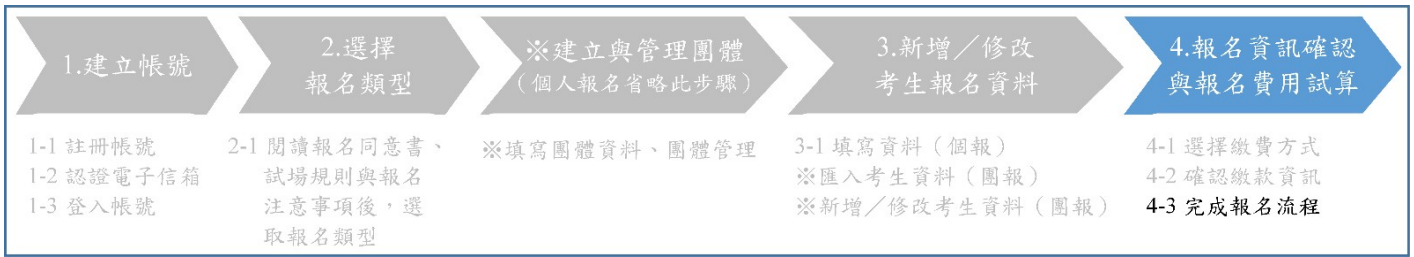 1.建立帳號
2.選擇
報名類型
※建立與管理團體
（個人報名省略此步驟）
3.新增／修改
考生報名資料
4.報名資訊確認
與報名費用試算
1-1 註冊帳號
1-2 認證電子信箱
1-3 登入帳號
2-1 閱讀報名同意書、
試場規則與報名
注意事項後，選
取報名類型
※填寫團體資料、團體管理
3-1 填寫資料（個報）
※匯入考生資料（團報）
※新增／修改考生資料（團報）
4-1 選擇繳費方式
4-2 確認繳款資訊
4-3 完成報名流程